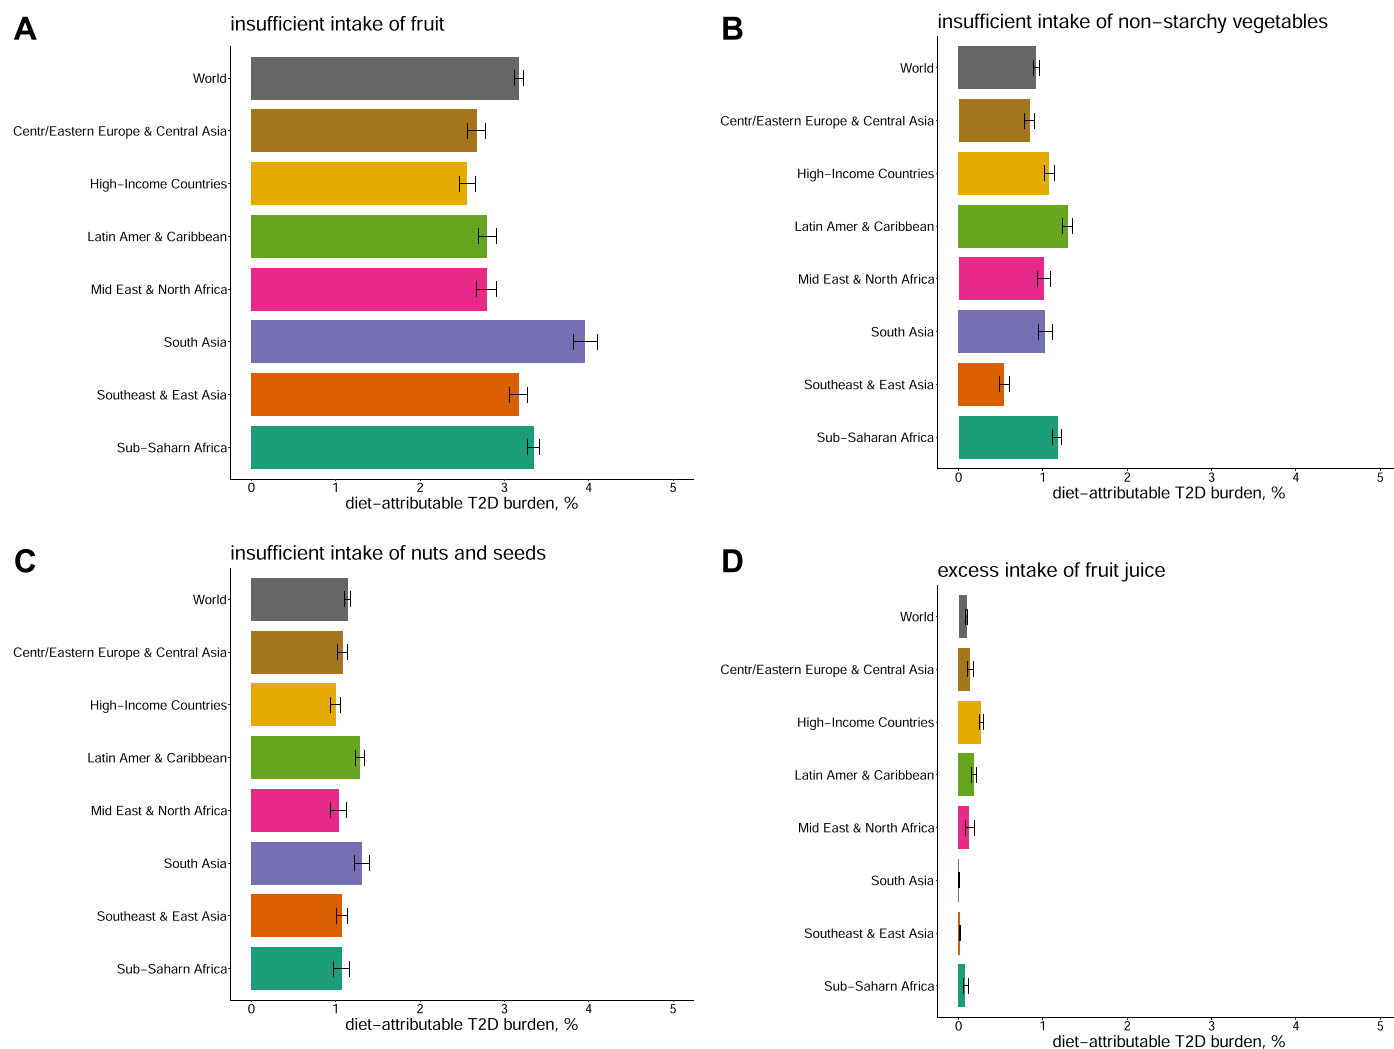 A
insufficient intake of fruit
World
Centr/Eastern Europe & Central Asia
High-Income Countries
Latin Amer & Caribbean
Mid East & North Africa
South Asia
Southeast & East Asia
Sub-Saharn Africa
0 1 2 3 4 5
diet-attributable T2D burden, %
B
insufficient intake of non-starchy vegetables
World
Centr/Eastern Europe & Central Asia
High-Income Countries
Latin Amer & Caribbean
Mid East & North Africa
South Asia
Southeast & East Asia
Sub-Saharan Africa
0 1 2 3 4 5
diet-attributable T2D burden, %
C
insufficient intake of nuts and seeds
World
Centr/Eastern Europe & Central Asia
High-Income Countries
Latin Amer & Caribbean
Mid East & North Africa
South Asia
Southeast & East Asia
Sub-Saharn Africa
0 1 2 3 4 5
diet-attributable T2D burden, %
D
excess intake of fruit juice
World
Centr/Eastern Europe & Central Asia
High-Income Countries
Latin Amer & Caribbean
Mid East & North Africa
South Asia
Southeast & East Asia
Sub-Saharn Africa
0 1 2 3 4 5
diet-attributable T2D burden, %